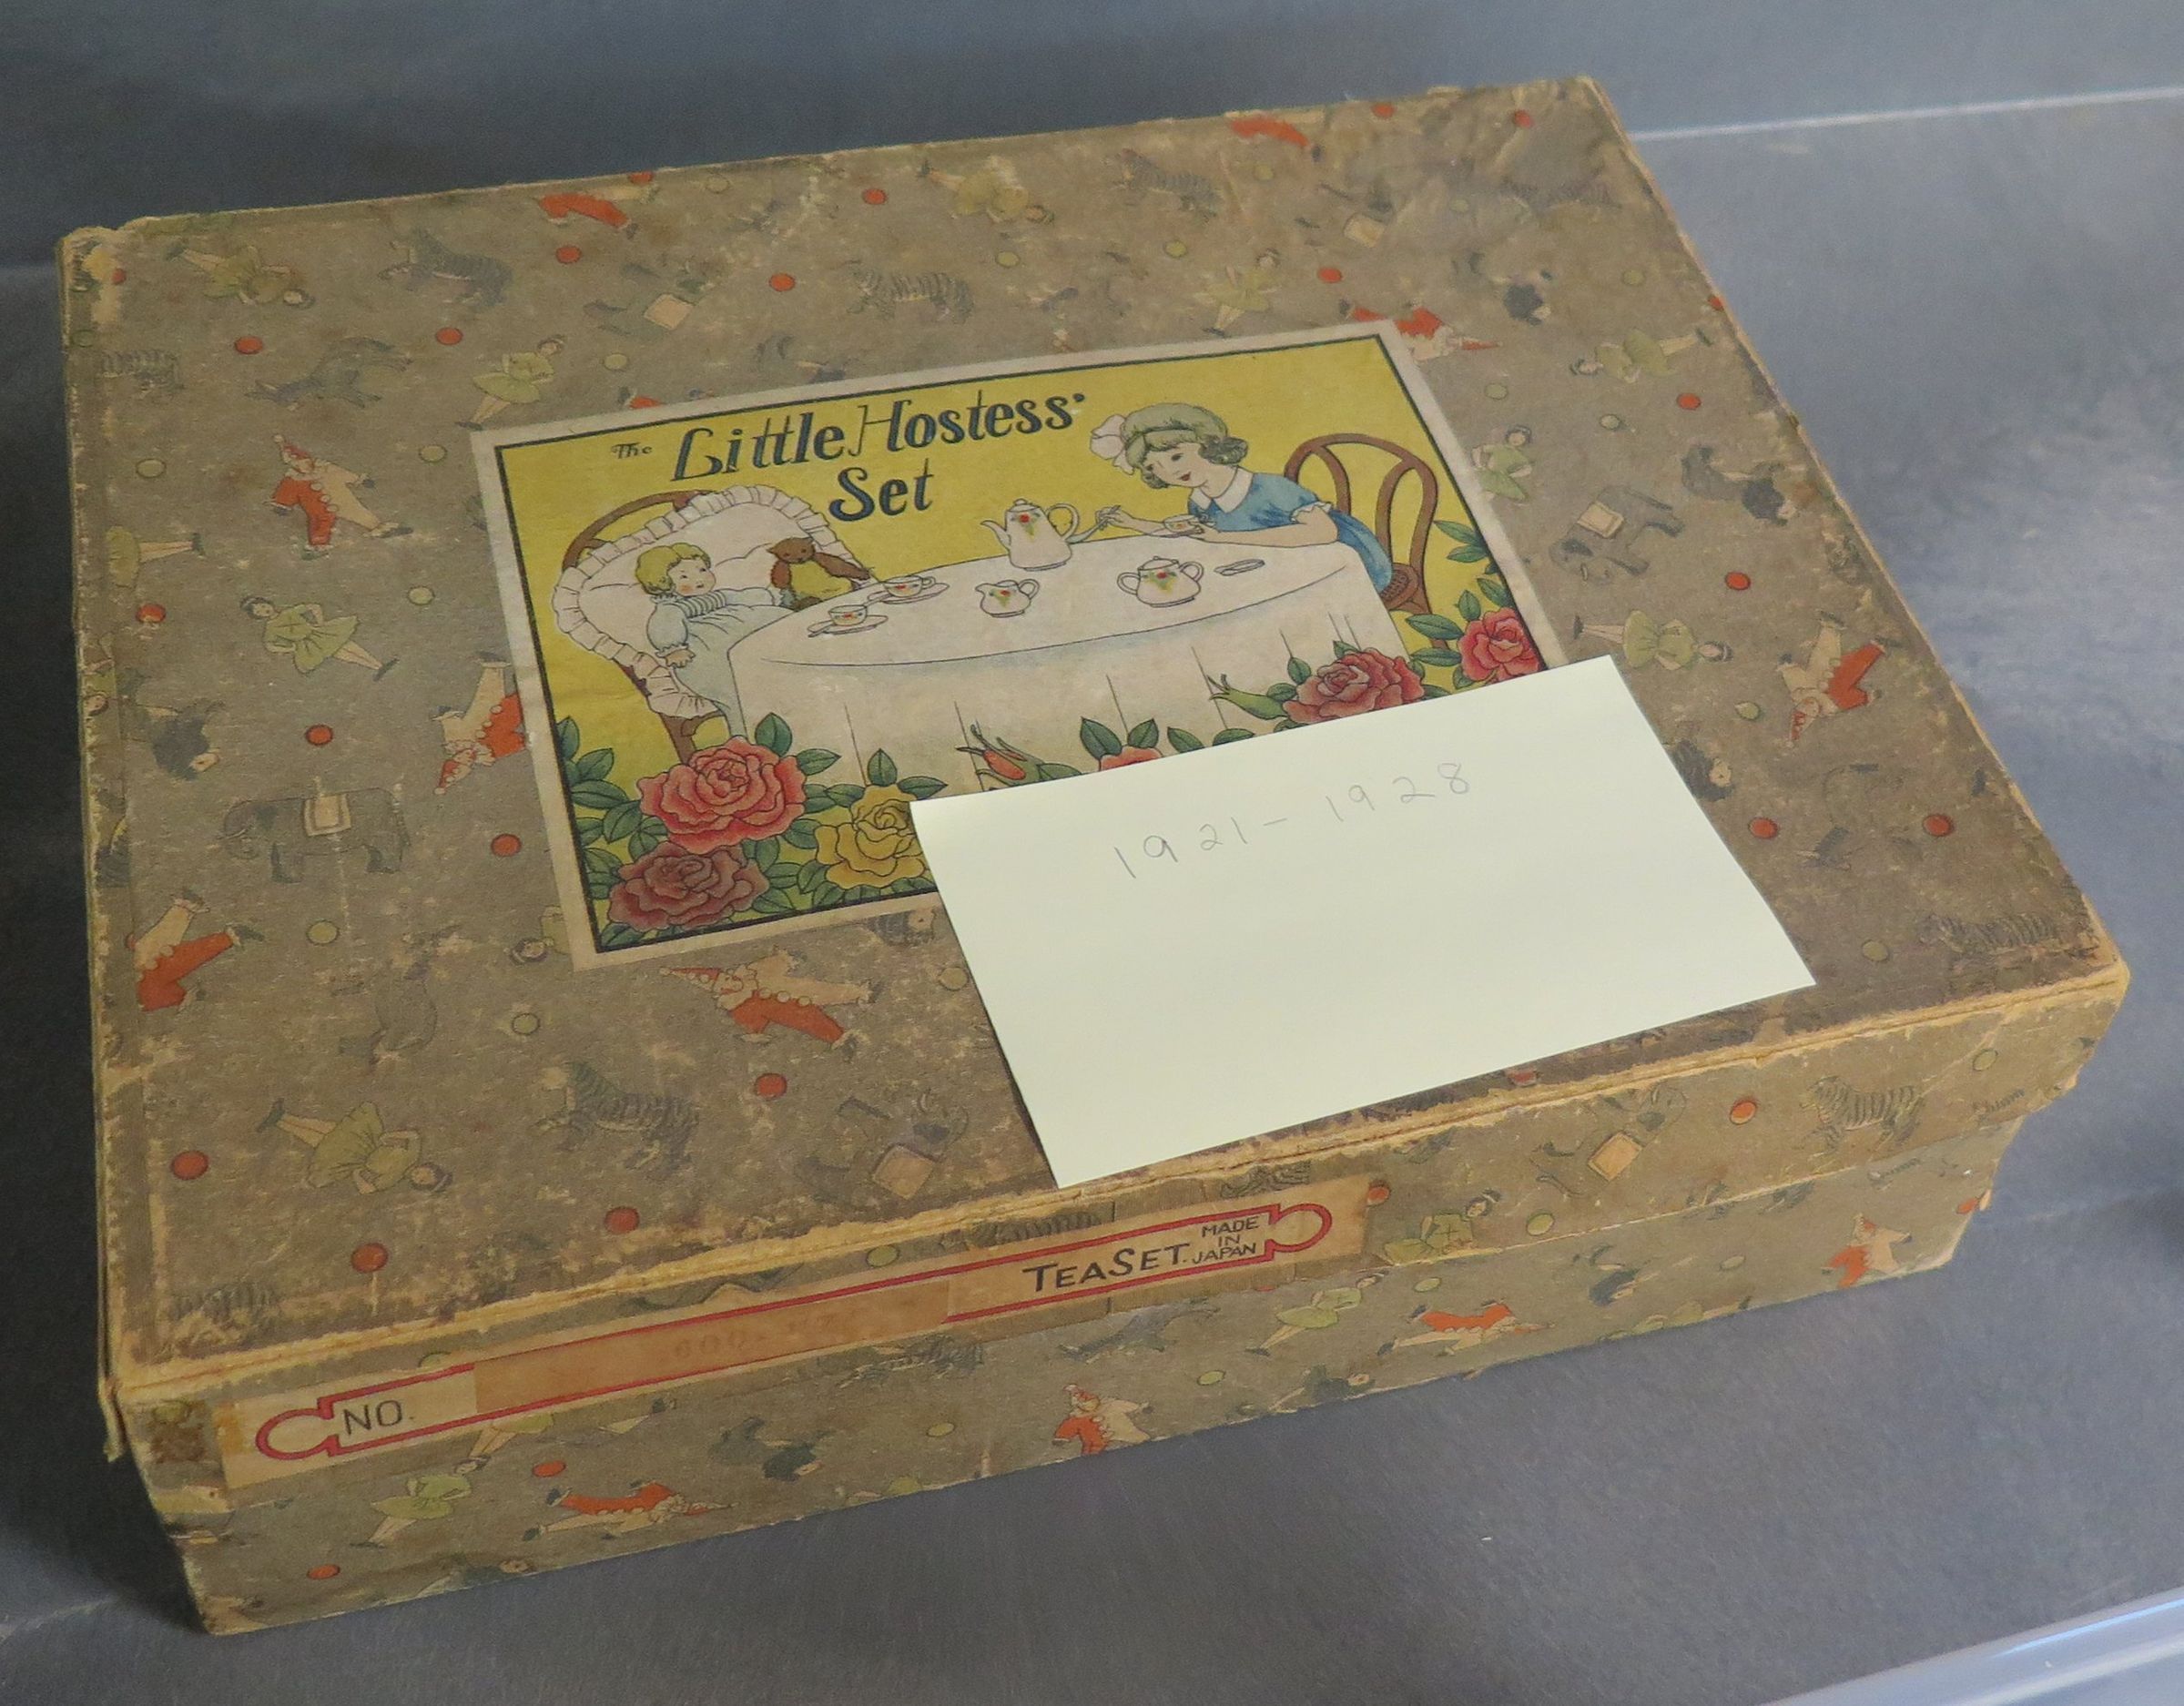 The Little Hostess'
Set
1921-1928
NO.
TEASET.
MADE
IN
JAPAN